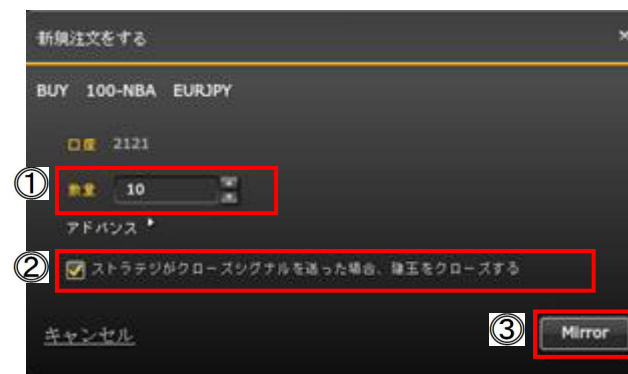 新規注文をする ×
BUY 100-NBA EURJPY
口座 2121
① 数量 10
アドバンス
② ストラテジがクローズシグナルを送った場合、建玉をクローズする
キャンセル ③ Mirror